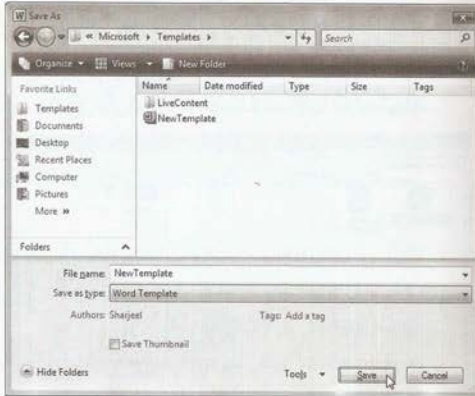 Save As
« Microsoft ▸ Templates ▸ Search
Organize Views New Folder
Favorite Links
Templates
Documents
Desktop
Recent Places
Computer
Pictures
More »
Folders
Name Date modified Type Size Tags
LiveContent
NewTemplate
File name: NewTemplate
Save as type: Word Template
Authors: Sharjeel Tags: Add a tag
Save Thumbnail
Hide Folders Tools Save Cancel